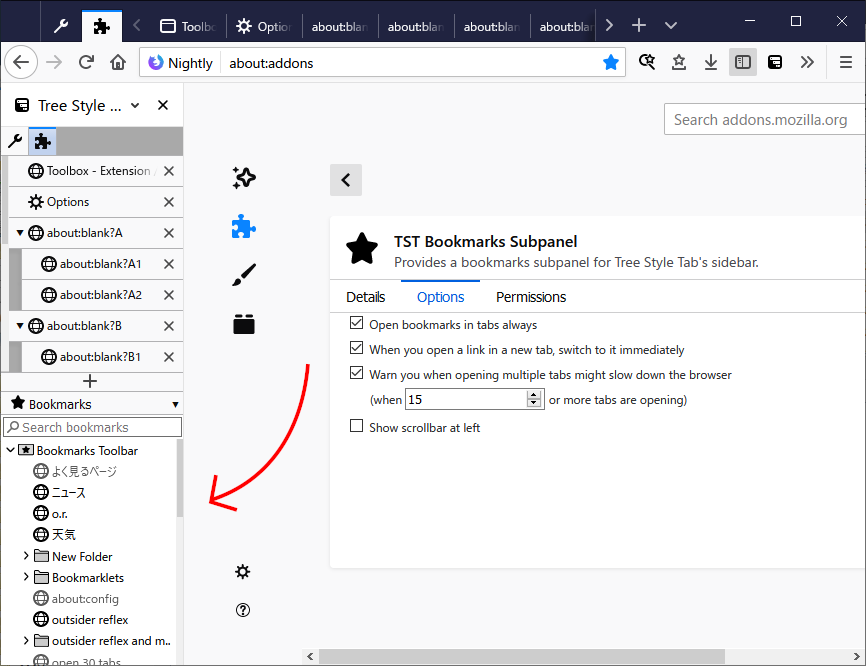 Toolb
Optio
about:blan
about:blan
about:blan
about:blan
Nightly
about:addons
Tree Style ...
Search addons.mozilla.org
Toolbox - Extension
Options
about:blank?A
about:blank?A1
about:blank?A2
about:blank?B
about:blank?B1
Bookmarks
Search bookmarks
Bookmarks Toolbar
よく見るページ
ニュース
o.r.
天気
New Folder
Bookmarklets
about:config
outsider reflex
outsider reflex and m..
open 30 tabs
TST Bookmarks Subpanel
Provides a bookmarks subpanel for Tree Style Tab's sidebar.
Details
Options
Permissions
Open bookmarks in tabs always
When you open a link in a new tab, switch to it immediately
Warn you when opening multiple tabs might slow down the browser
(when 15 or more tabs are opening)
Show scrollbar at left